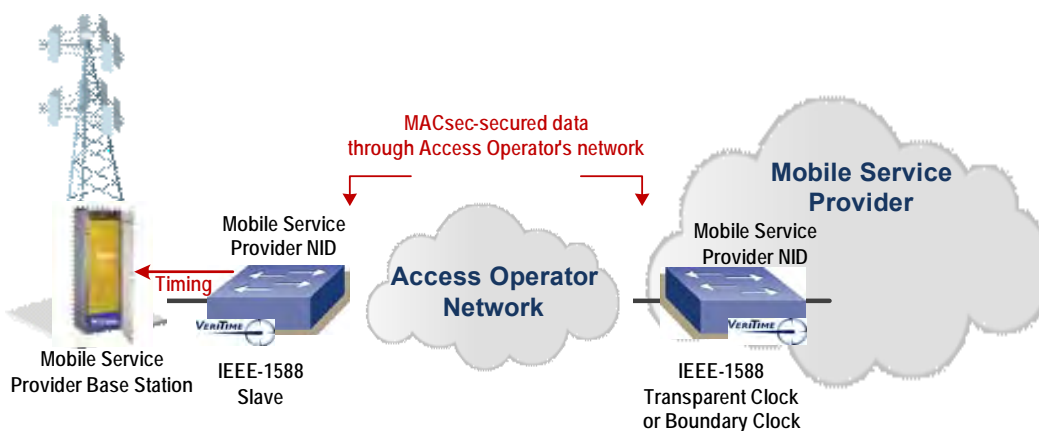 MACsec-secured data
through Access Operator's network
Mobile Service
Provider
Mobile Service
Provider NID
Mobile Service
Provider NID
Access Operator
Network
Timing
VERITIME
VERITIME
Mobile Service
Provider Base Station
IEEE-1588
Slave
IEEE-1588
Transparent Clock
or Boundary Clock